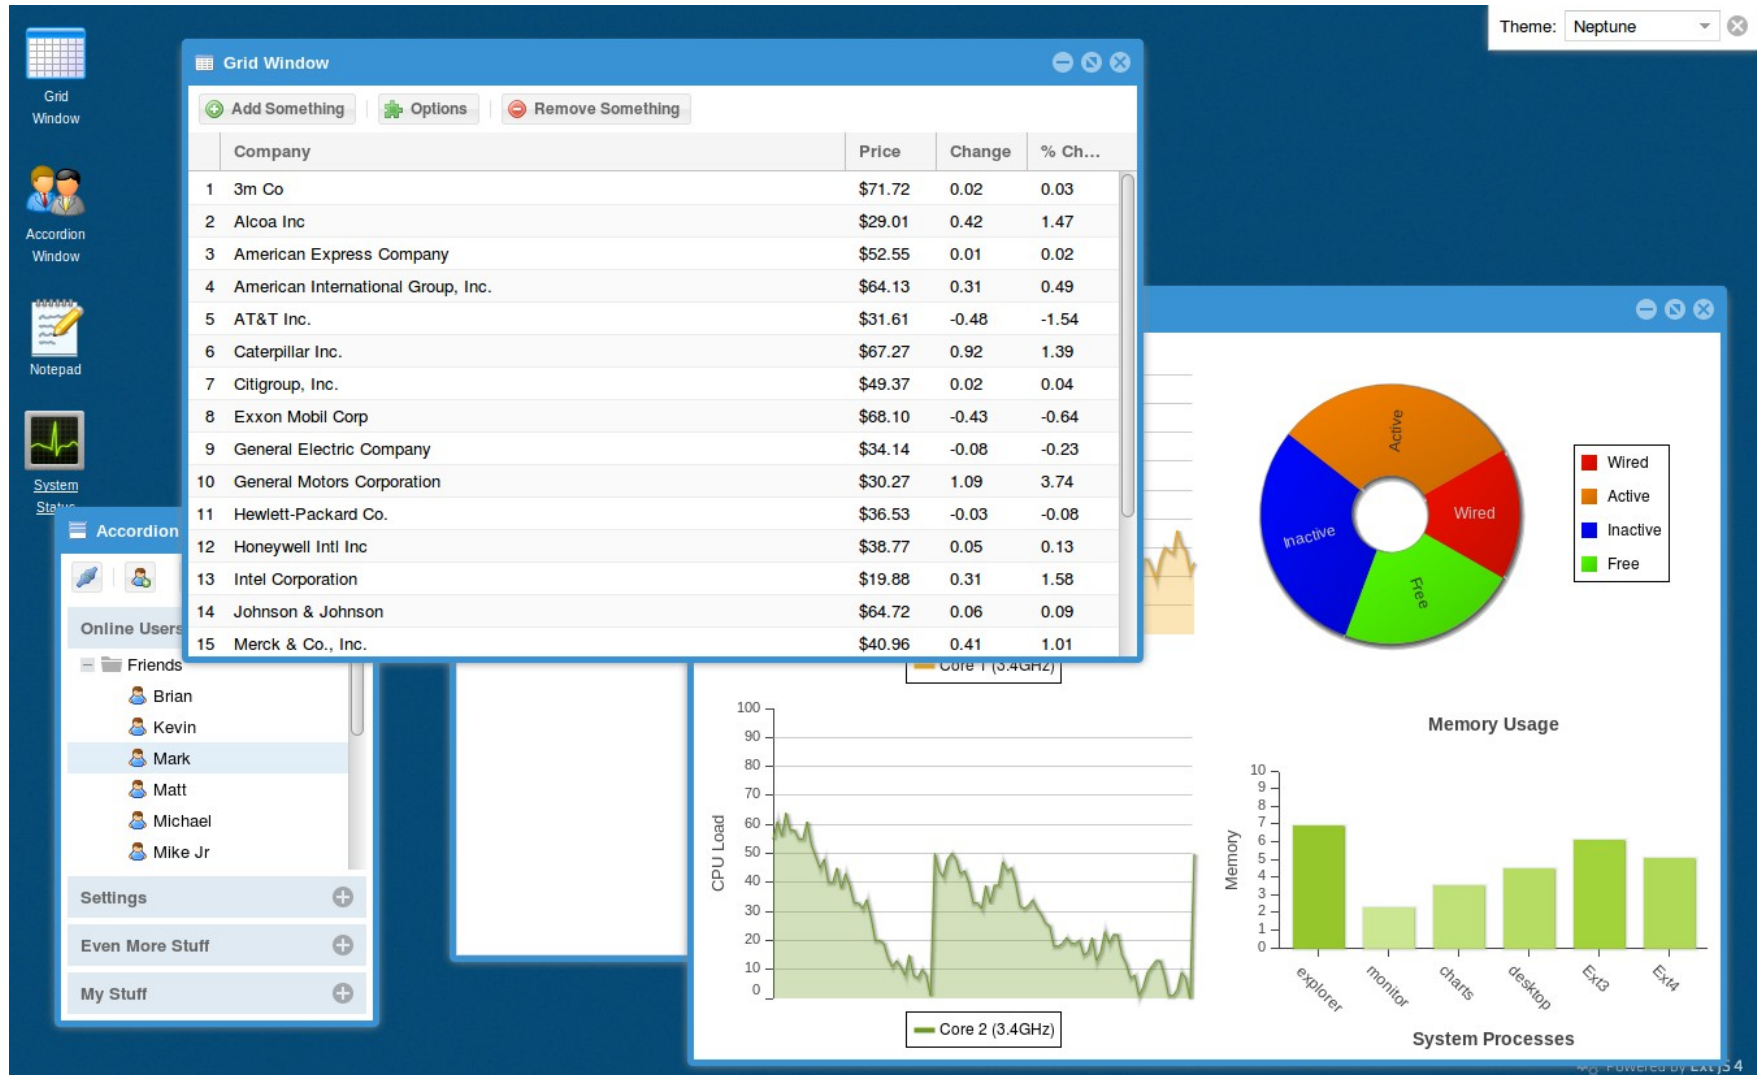 Theme: Neptune
Grid
Window
Accordion
Window
Notepad
System
Status
Grid Window
Add Something Options Remove Something
Company Price Change % Ch...
1 3m Co $71.72 0.02 0.03
2 Alcoa Inc $29.01 0.42 1.47
3 American Express Company $52.55 0.01 0.02
4 American International Group, Inc. $64.13 0.31 0.49
5 AT&T Inc. $31.61 -0.48 -1.54
6 Caterpillar Inc. $67.27 0.92 1.39
7 Citigroup, Inc. $49.37 0.02 0.04
8 Exxon Mobil Corp $68.10 -0.43 -0.64
9 General Electric Company $34.14 -0.08 -0.23
10 General Motors Corporation $30.27 1.09 3.74
11 Hewlett-Packard Co. $36.53 -0.03 -0.08
12 Honeywell Intl Inc $38.77 0.05 0.13
13 Intel Corporation $19.88 0.31 1.58
14 Johnson & Johnson $64.72 0.06 0.09
15 Merck & Co., Inc. $40.96 0.41 1.01
Accordion
Online Users
Friends
Brian
Kevin
Mark
Matt
Michael
Mike Jr
Settings
Even More Stuff
My Stuff
Core 1 (3.4GHz)
100
90
80
70
60
50
40
30
20
10
0
CPU Load
Core 2 (3.4GHz)
Active
Wired
Inactive
Free
Wired
Active
Inactive
Free
Memory Usage
10
9
8
7
6
5
4
3
2
1
0
Memory
explorer
monitor
charts
desktop
Ext3
Ext4
System Processes
Powered by Ext JS 4